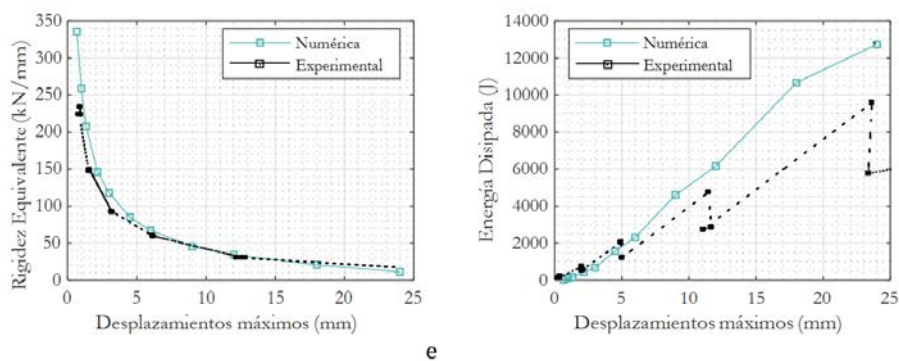 350
300
250
200
150
100
50
0
Rigidez Equivalente (kN/mm)
Numérica
Experimental
0 5 10 15 20 25
Desplazamientos máximos (mm)
14000
12000
10000
8000
6000
4000
2000
0
Energía Disipada (J)
Numérica
Experimental
0 5 10 15 20 25
Desplazamientos máximos (mm)
e